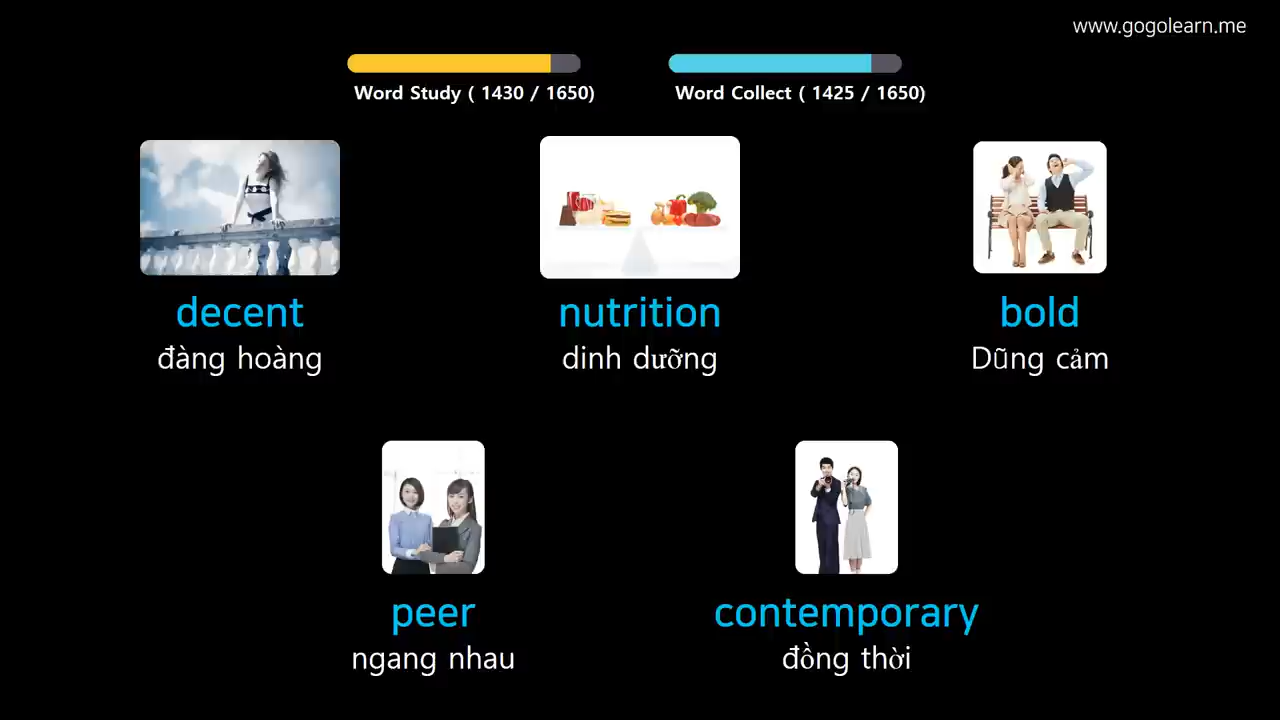 www.gogolearn.me
Word Study ( 1430 / 1650)
Word Collect ( 1425 / 1650)
decent
đàng hoàng
nutrition
dinh dưỡng
bold
Dũng cảm
peer
ngang nhau
contemporary
đồng thời